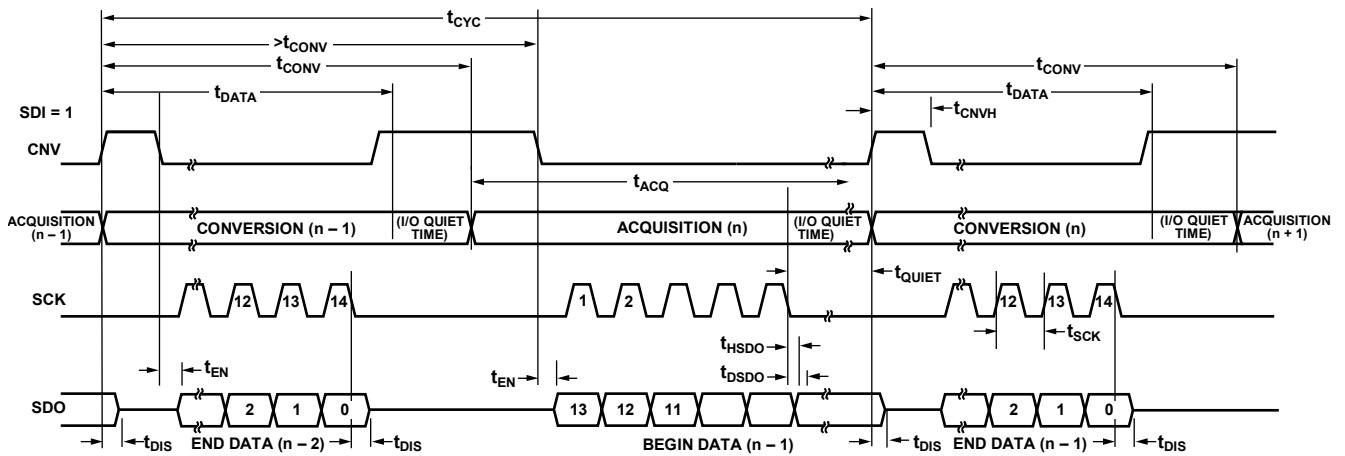 tCYC
>tCONV
tCONV
tCONV
tDATA
tDATA
SDI = 1
tCNVH
CNV
tACQ
ACQUISITION
(n – 1)
CONVERSION (n – 1)
(I/O QUIET
TIME)
ACQUISITION (n)
(I/O QUIET
TIME)
CONVERSION (n)
(I/O QUIET
TIME)
ACQUISITION
(n + 1)
tQUIET
SCK
12 13 14
1 2
12 13 14
tSCK
tHSDO
tEN
tEN
tDSDO
SDO
2 1 0
13 12 11
2 1 0
tDIS
END DATA (n – 2)
tDIS
BEGIN DATA (n – 1)
tDIS
END DATA (n – 1)
tDIS